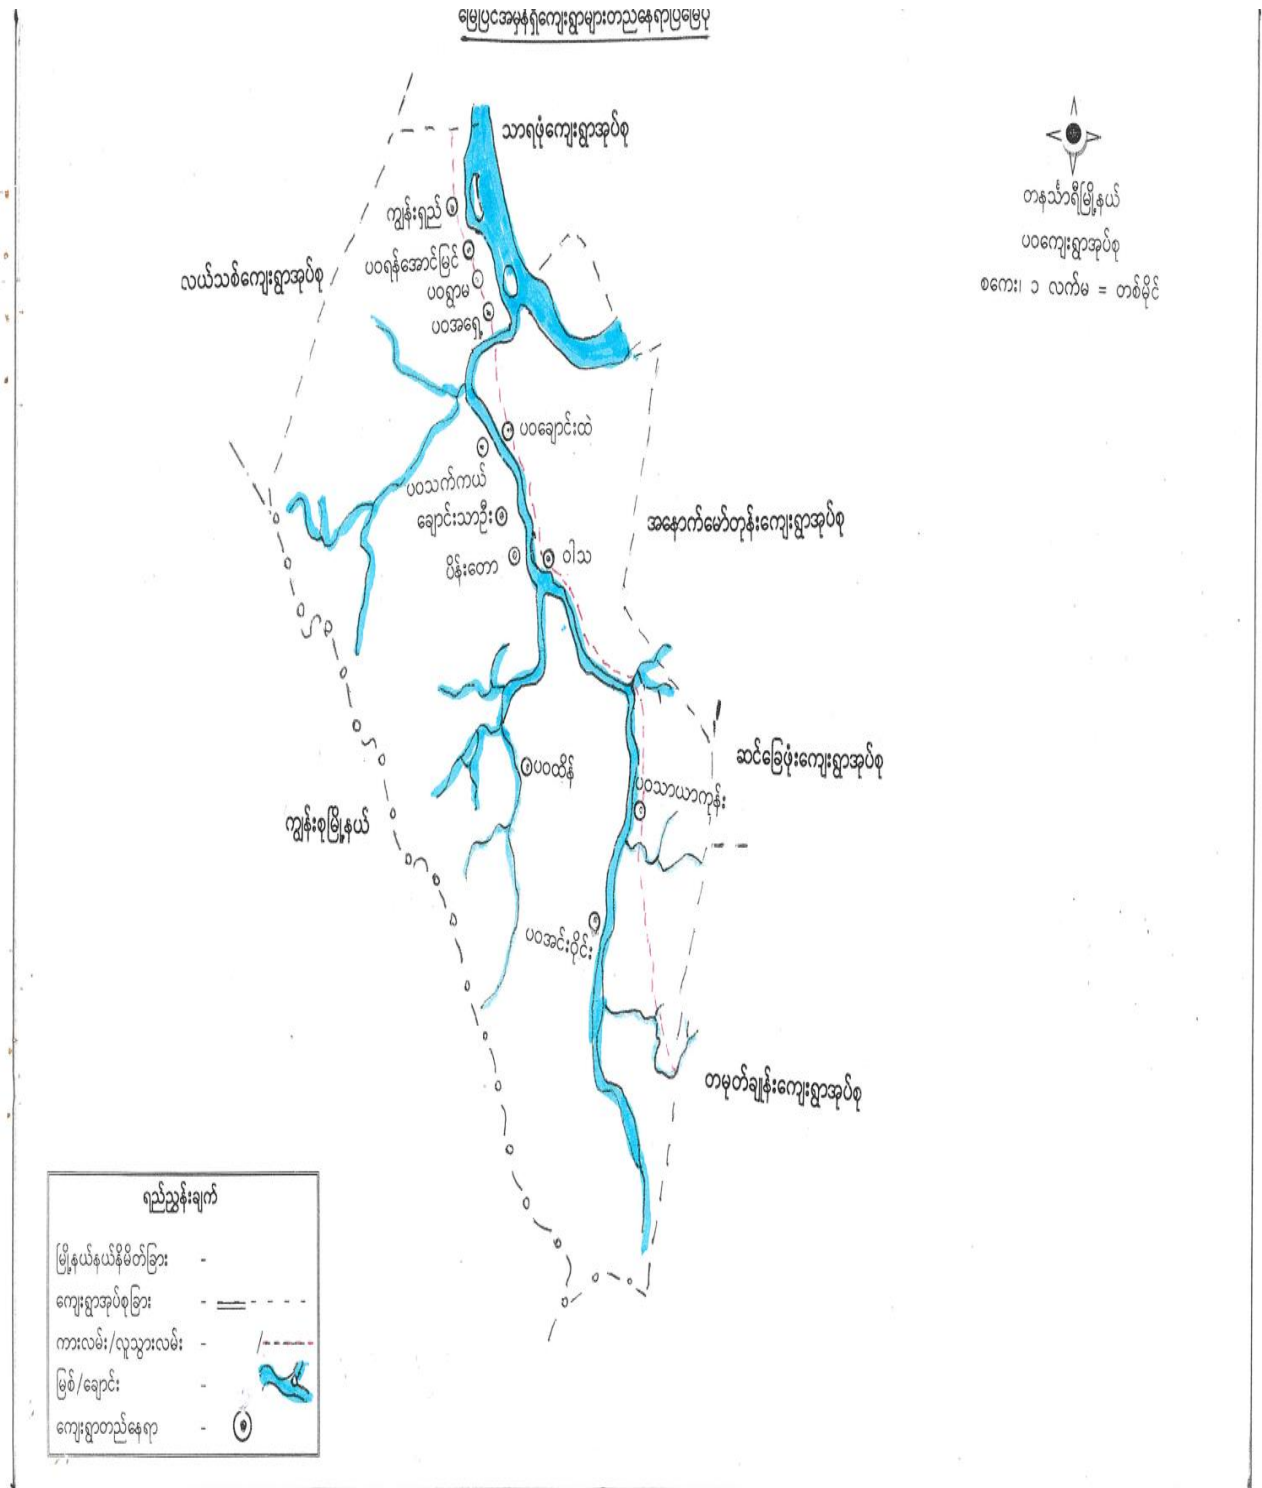 မြေပြင်အမှန်ရှိကျေးရွာများတည်နေရာပြမြေပုံ
သာရဖုံကျေးရွာအုပ်စု
တနင်္သာရီမြို့နယ်
ပဝကျေးရွာအုပ်စု
စကေး၊ ၁ လက်မ = တစ်မိုင်
ကျွန်းရှည်
ပဝရန်အောင်မြင်
လယ်သစ်ကျေးရွာအုပ်စု
ပဝရွာမ
ပဝအရှေ့
ပဝချောင်းထဲ
ပဝသက်ကယ်
ချောင်းသာဦး
အနောက်မော်တုန်းကျေးရွာအုပ်စု
ပိန်းတော
ဝါသ
ဆင်ခြေဖုံးကျေးရွာအုပ်စု
ပဝထိန်
ပဝသာယာကုန်း
ကျွန်းစုမြို့နယ်
ပဝအင်းဝိုင်း
တမုတ်ချုန်းကျေးရွာအုပ်စု
ရည်ညွှန်းချက်
မြို့နယ်နယ်နိမိတ်ခြား -
ကျေးရွာအုပ်စုခြား -
ကားလမ်း/လူသွားလမ်း -
မြစ်/ချောင်း -
ကျေးရွာတည်နေရာ -